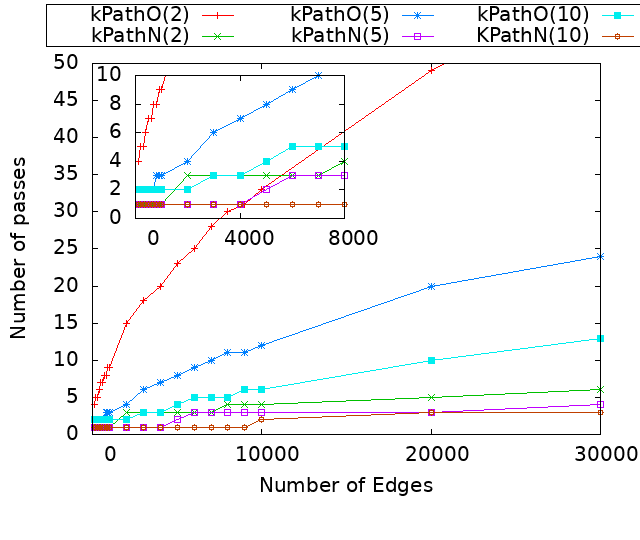 kPathO(2) kPathO(5) kPathO(10)
kPathN(2) kPathN(5) KPathN(10)
50
45
40
35
30
25
20
15
10
5
0
10
8
6
4
2
0
0 4000 8000
0 10000 20000 30000
Number of passes
Number of Edges